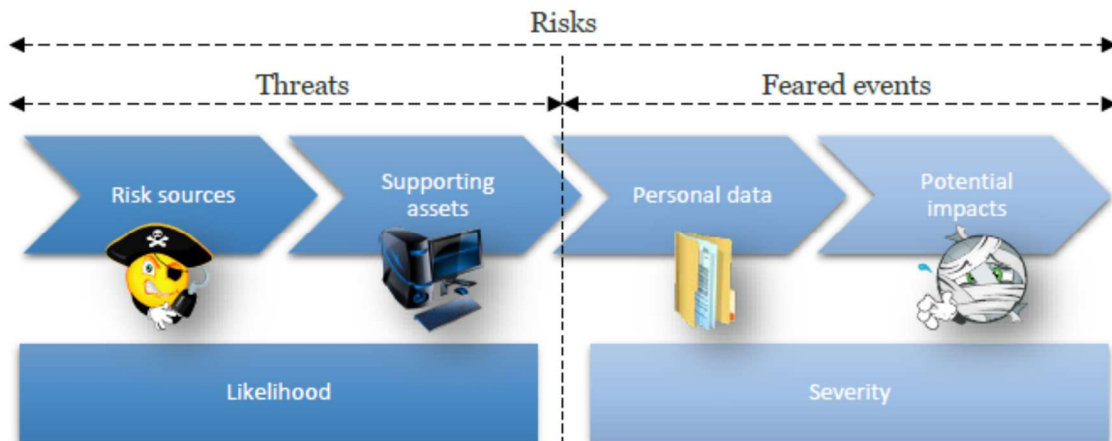 Risks
Threats
Feared events
Risk sources
Supporting
assets
Personal data
Potential
impacts
Likelihood
Severity